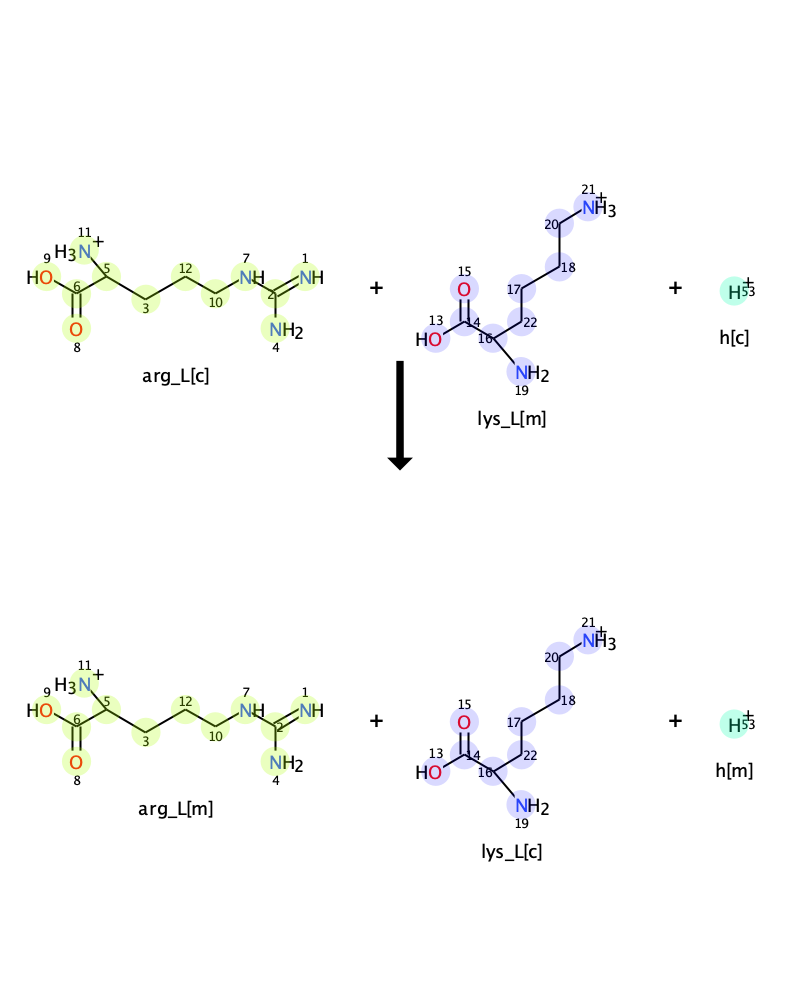 21
+
NH3
20
11
+
H3N
9
HO
5
6
O
8
3
12
10
7
NH
2
1
NH
NH2
4
arg_L[c]
+
15
O
13
HO
14
16
17
22
18
NH2
19
lys_L[m]
+
H+
53
h[c]
21
+
NH3
20
11
+
H3N
9
HO
5
6
O
8
3
12
10
7
NH
2
1
NH
NH2
4
arg_L[m]
+
15
O
13
HO
14
16
17
22
18
NH2
19
lys_L[c]
+
H+
53
h[m]